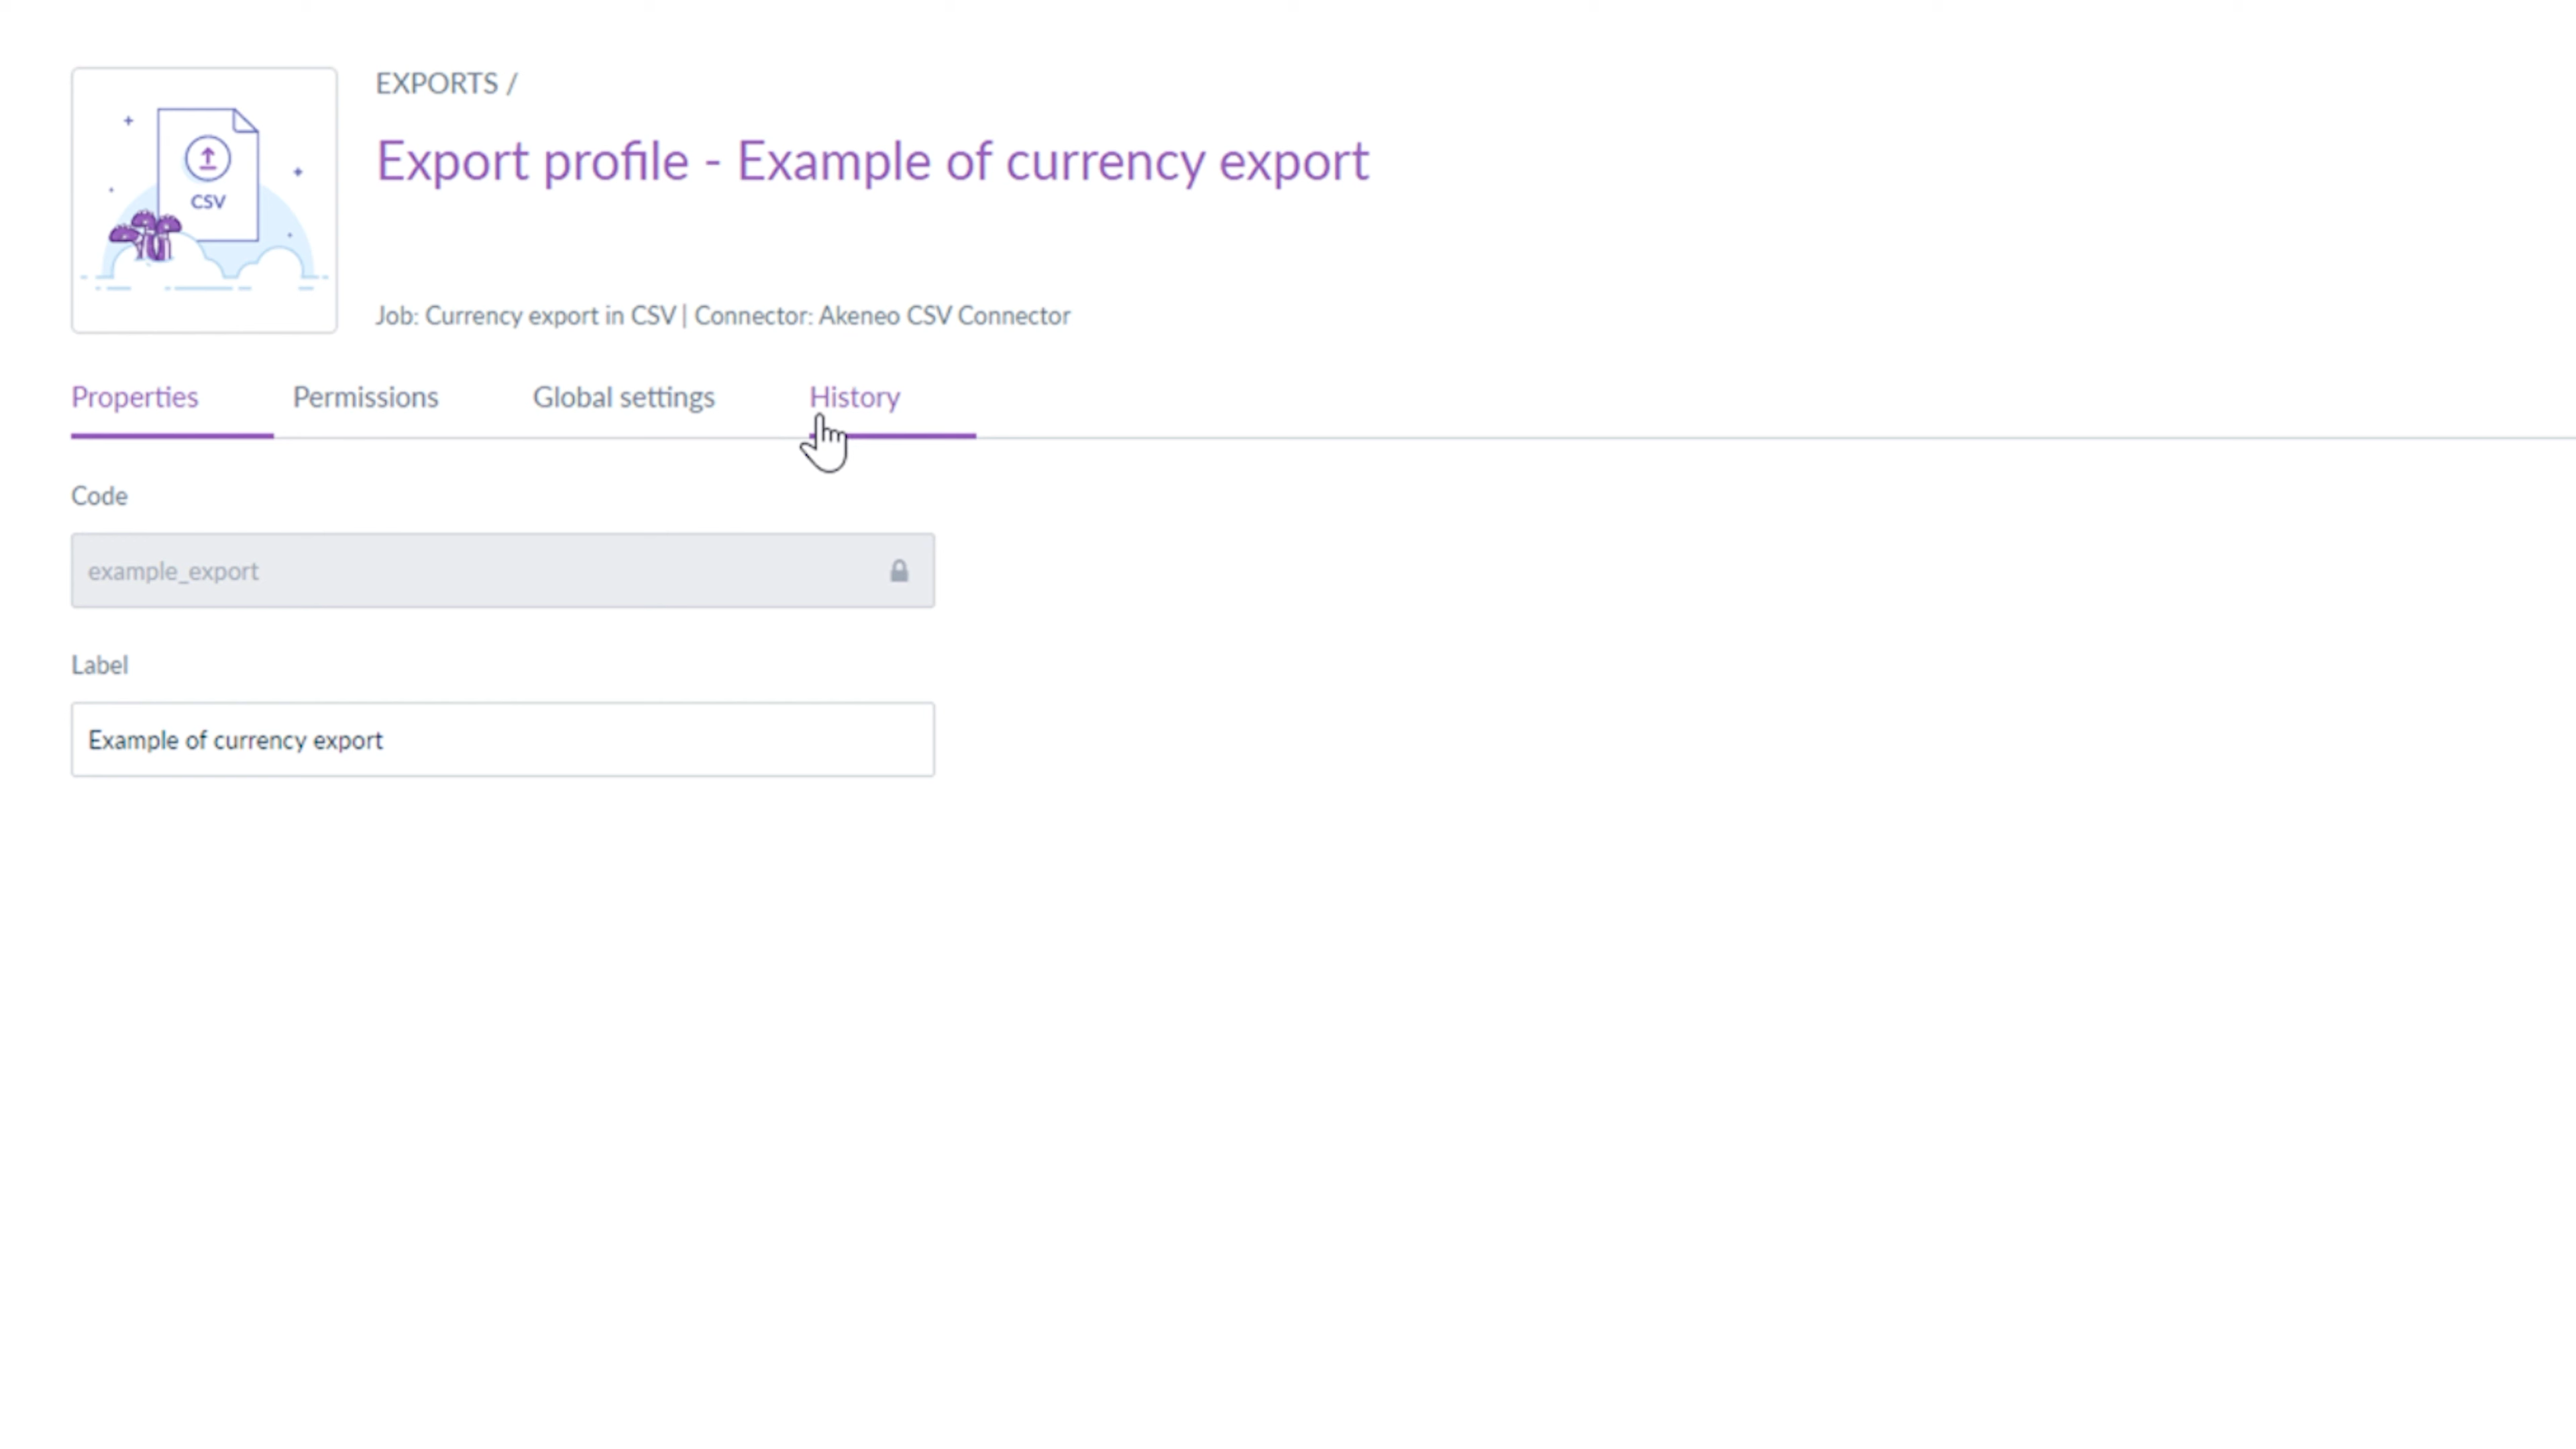 EXPORTS /
Export profile - Example of currency export
CSV
Job: Currency export in CSV | Connector: Akeneo CSV Connector
Properties Permissions Global settings History
Code
example_export
Label
Example of currency export